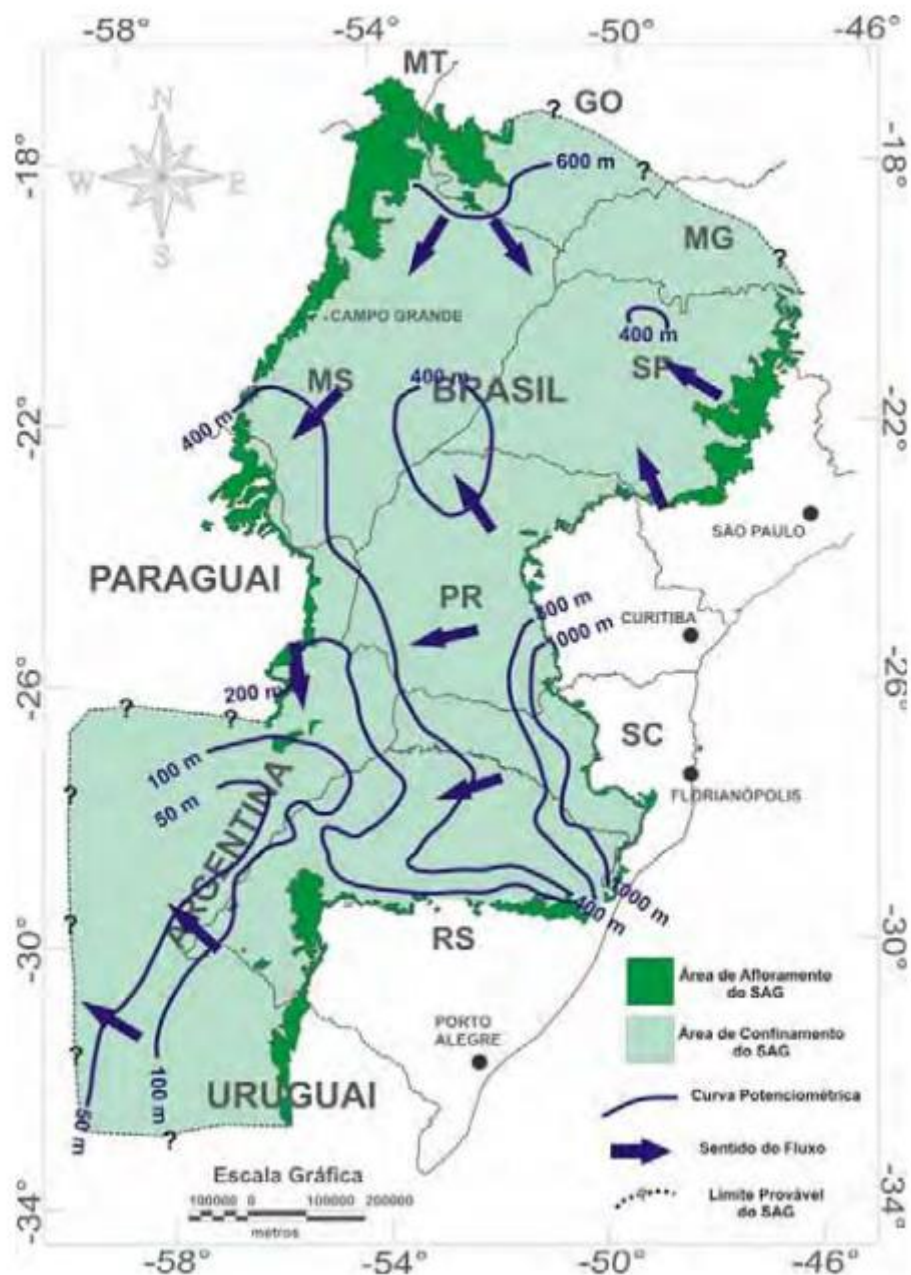 -58° -54° -50° -46°
MT
GO
?
-18° -18°
N
W E
S
600 m
?
MG
?
CAMPO GRANDE
400 m
MS
400 m
BRASIL
SP
400 m
-22° -22°
SÃO PAULO
PARAGUAI
PR
800 m
1000 m
CURITIBA
-26° -26°
200 m
? ?
SC
100 m
50 m
?
FLORIANÓPOLIS
ARGENTINA
1000 m
400 m
?
-30° -30°
RS
Área de Afloramento
do SAG
PORTO
ALEGRE
Área de Confinamento
do SAG
?
100 m
50 m
URUGUAI
?
Curva Potenciométrica
Sentido do Fluxo
Escala Gráfica
100000 0 100000 200000
metros
?
Limite Provável
do SAG
-34° -34°
-58° -54° -50° -46°